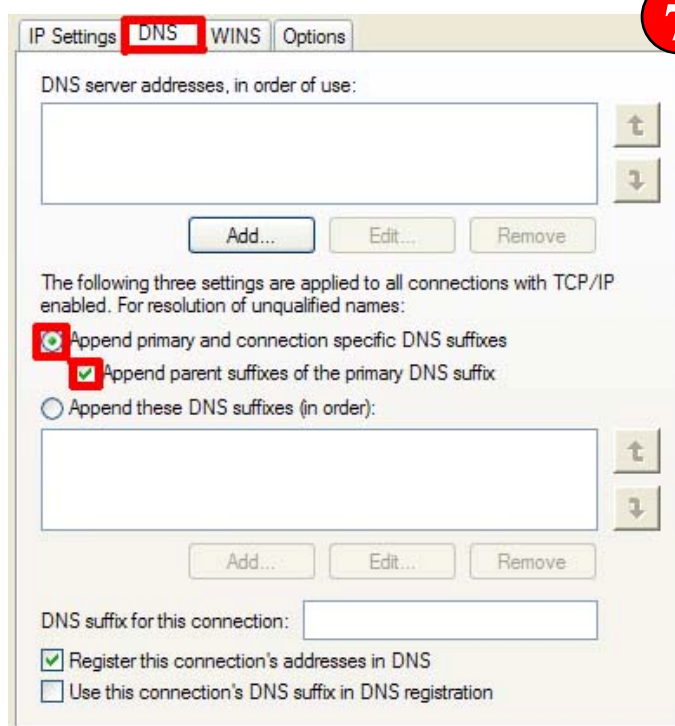 IP Settings DNS WINS Options
DNS server addresses, in order of use:
Add... Edit... Remove
The following three settings are applied to all connections with TCP/IP
enabled. For resolution of unqualified names:
Append primary and connection specific DNS suffixes
Append parent suffixes of the primary DNS suffix
Append these DNS suffixes (in order):
Add... Edit... Remove
DNS suffix for this connection:
Register this connection's addresses in DNS
Use this connection's DNS suffix in DNS registration